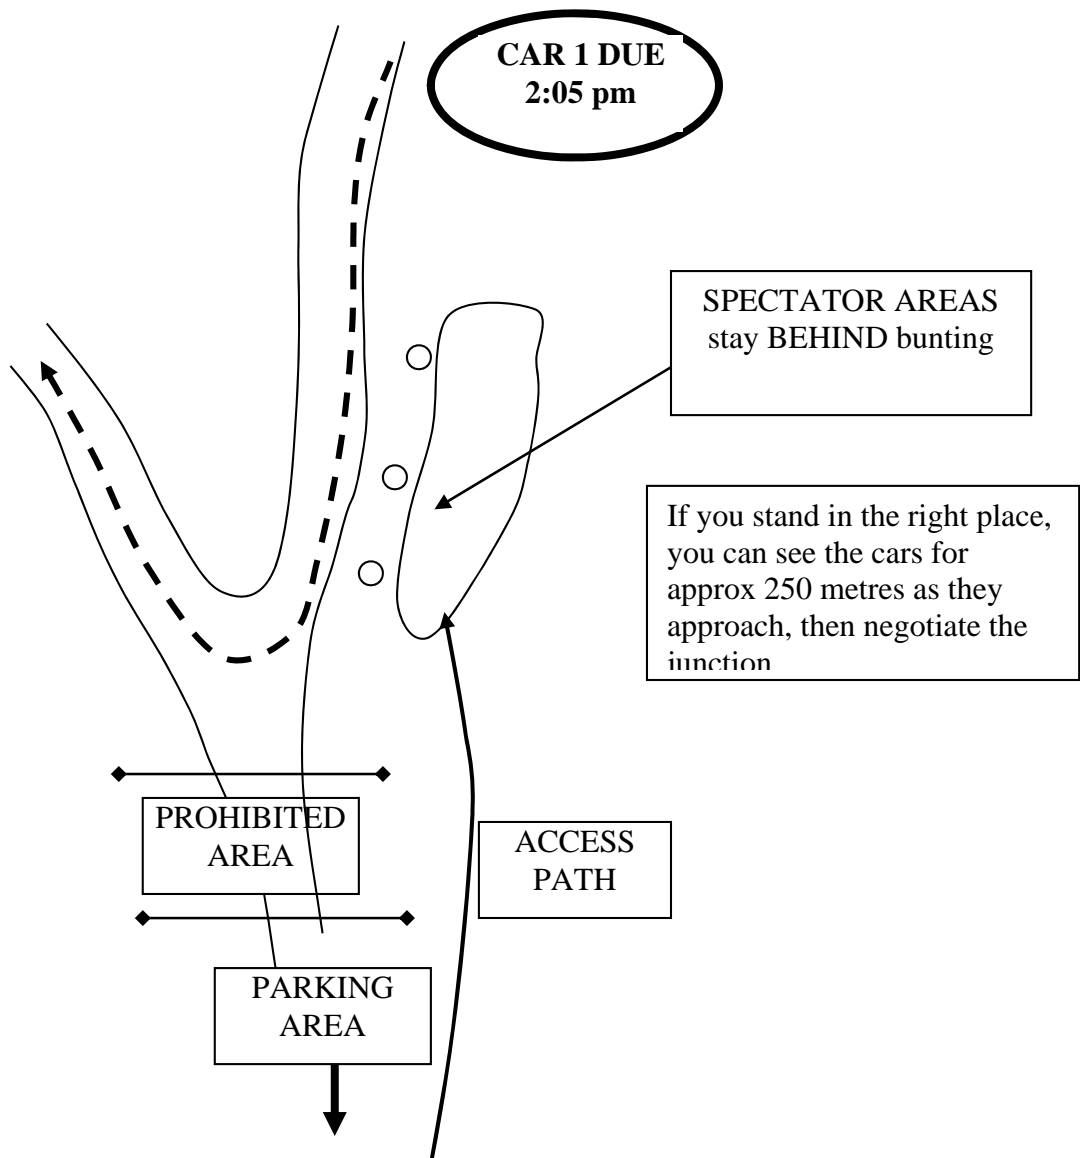 CAR 1 DUE
2:05 pm
SPECTATOR AREAS
stay BEHIND bunting
If you stand in the right place,
you can see the cars for
approx 250 metres as they
approach, then negotiate the
junction
PROHIBITED
AREA
ACCESS
PATH
PARKING
AREA